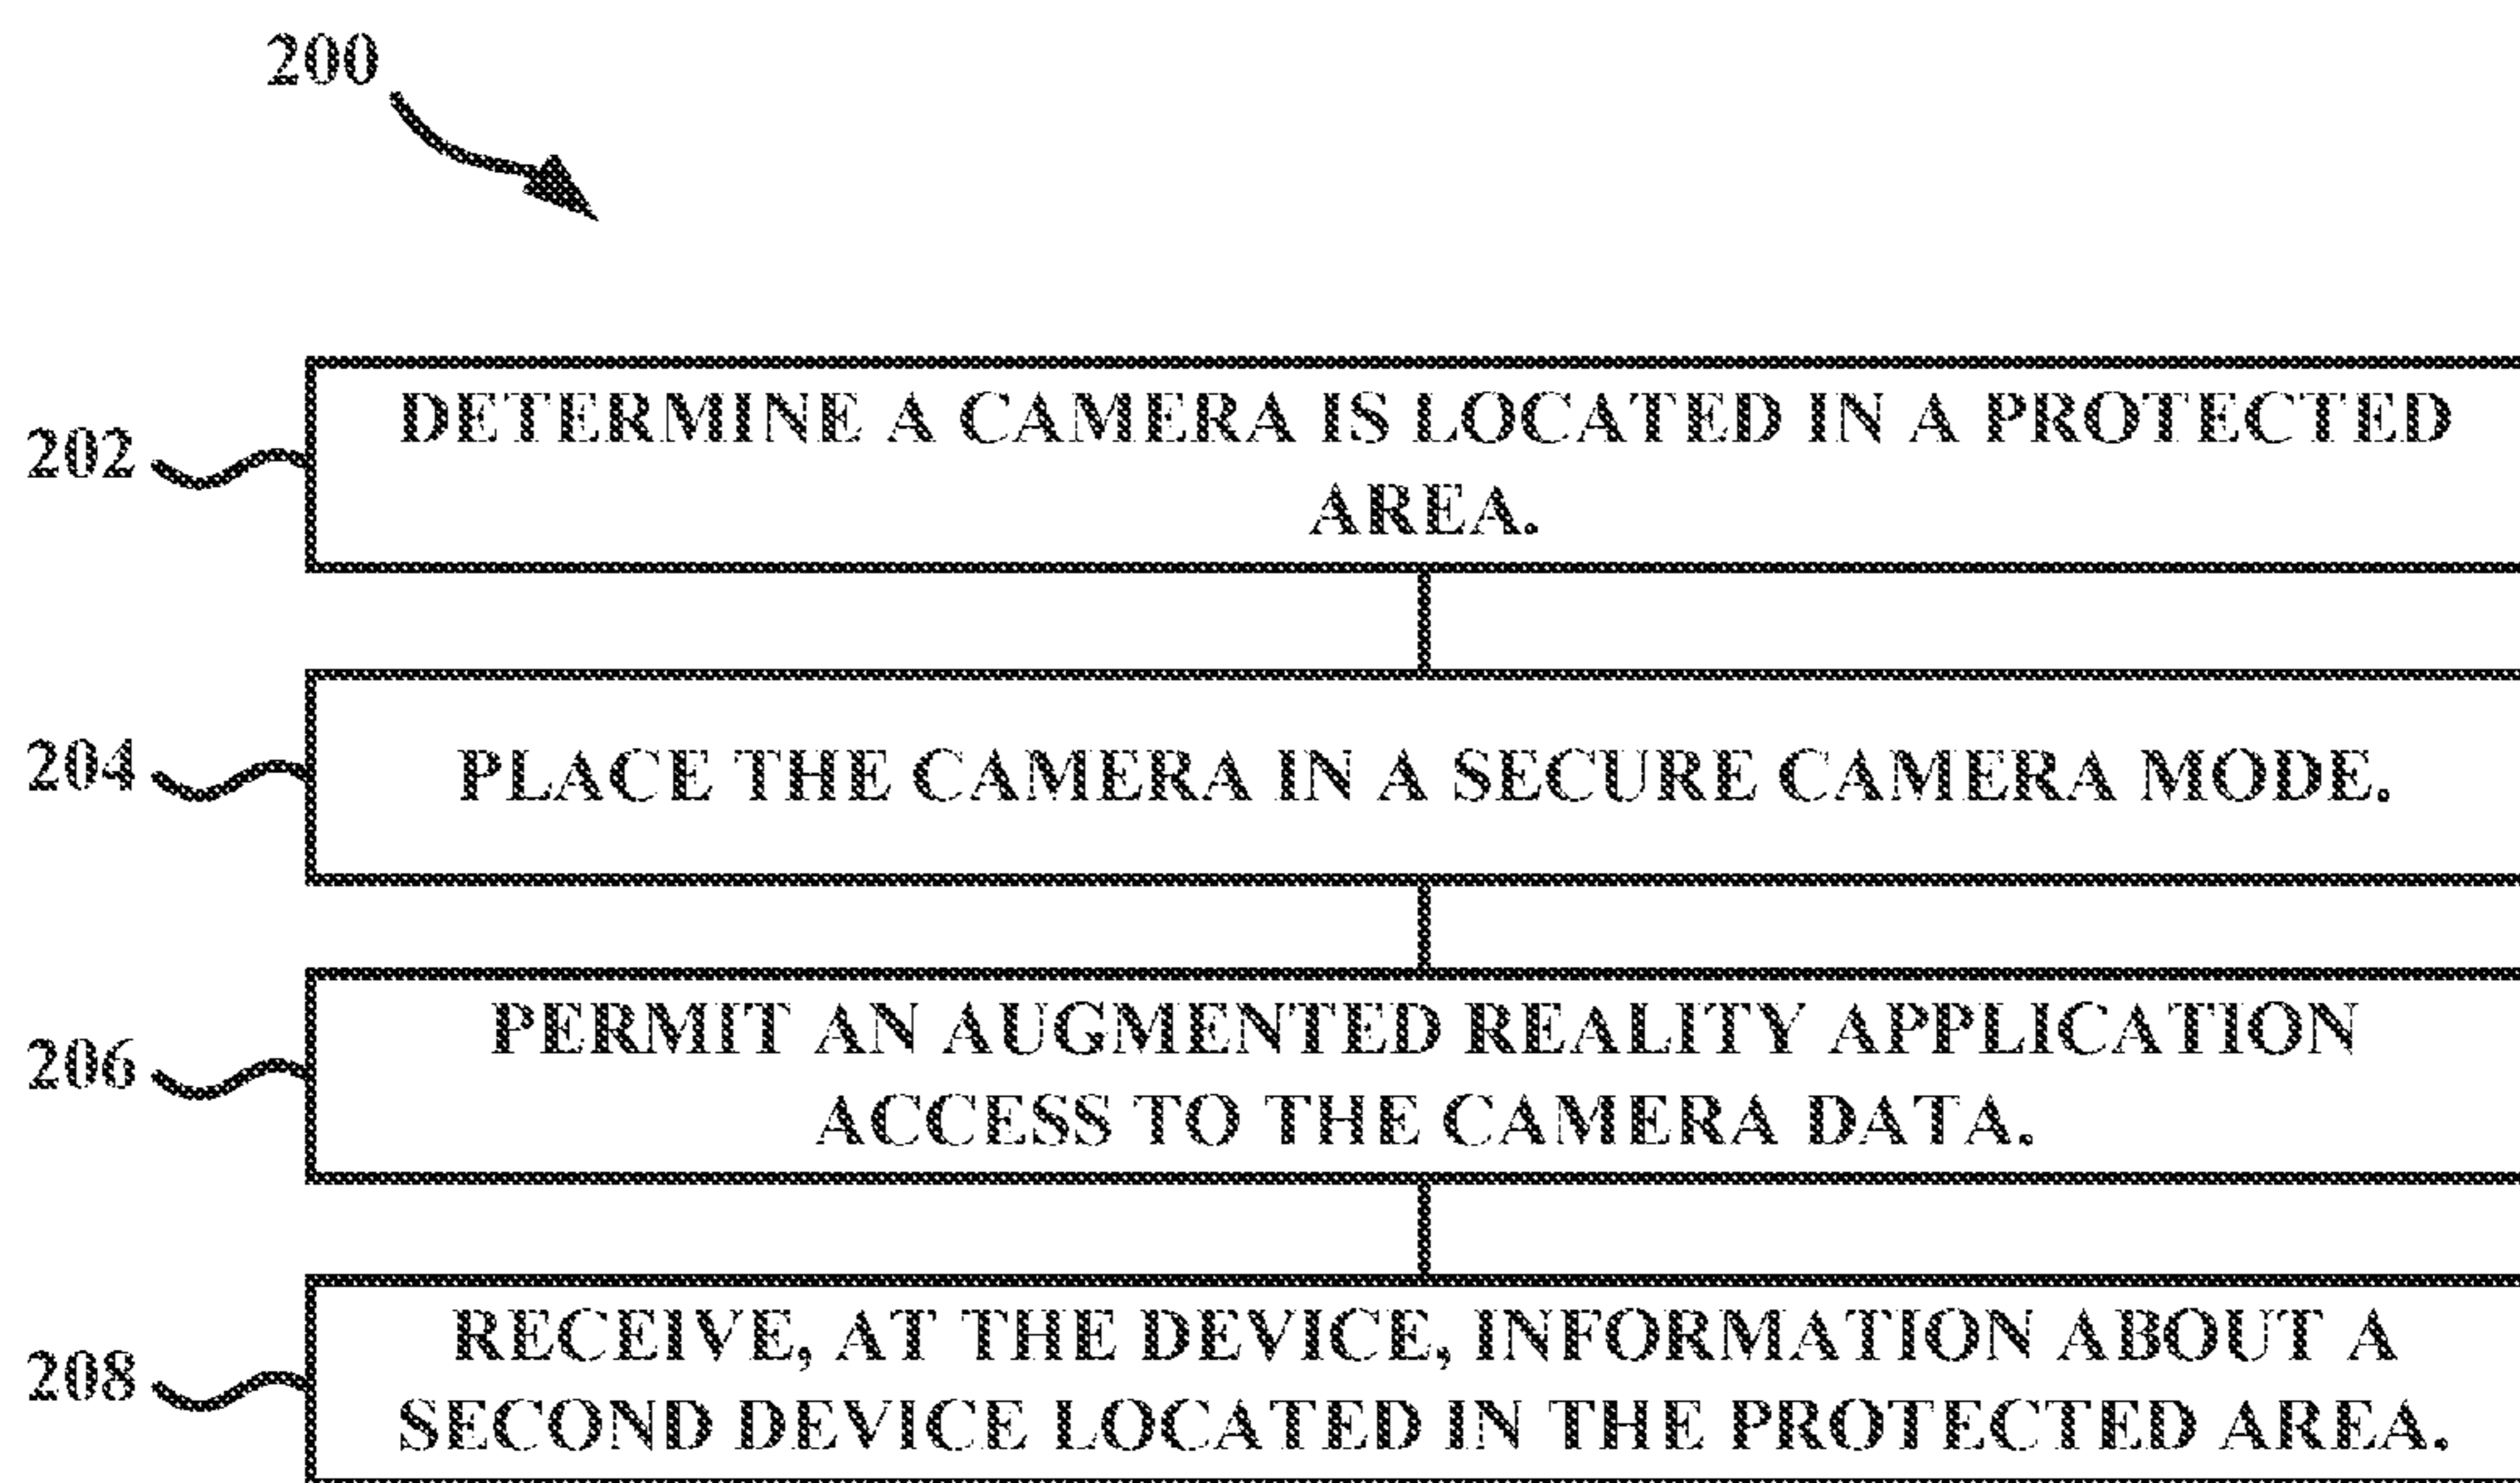 200
202
DETERMINE A CAMERA IS LOCATED IN A PROTECTED
AREA.
204
PLACE THE CAMERA IN A SECURE CAMERA MODE.
206
PERMIT AN AUGMENTED REALITY APPLICATION
ACCESS TO THE CAMERA DATA.
208
RECEIVE, AT THE DEVICE, INFORMATION ABOUT A
SECOND DEVICE LOCATED IN THE PROTECTED AREA.